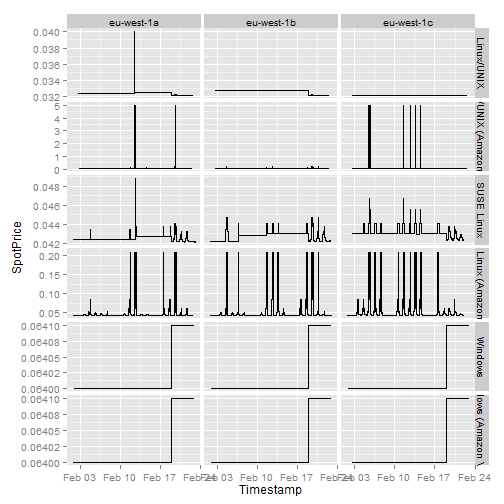 eu-west-1a eu-west-1b eu-west-1c
0.040
0.038
0.036
0.034
0.032
Linux/UNIX
5
4
3
2
1
0
/UNIX (Amazon
0.048
0.046
0.044
0.042
SUSE Linux
0.20
0.15
0.10
0.05
Linux (Amazon
0.06410
0.06408
0.06405
0.06402
0.06400
Windows
0.06410
0.06408
0.06405
0.06402
0.06400
lows (Amazon
SpotPrice
Feb 03 Feb 10 Feb 17 Feb 24 Feb 03 Feb 10 Feb 17 Feb 24 Feb 03 Feb 10 Feb 17 Feb 24
Timestamp